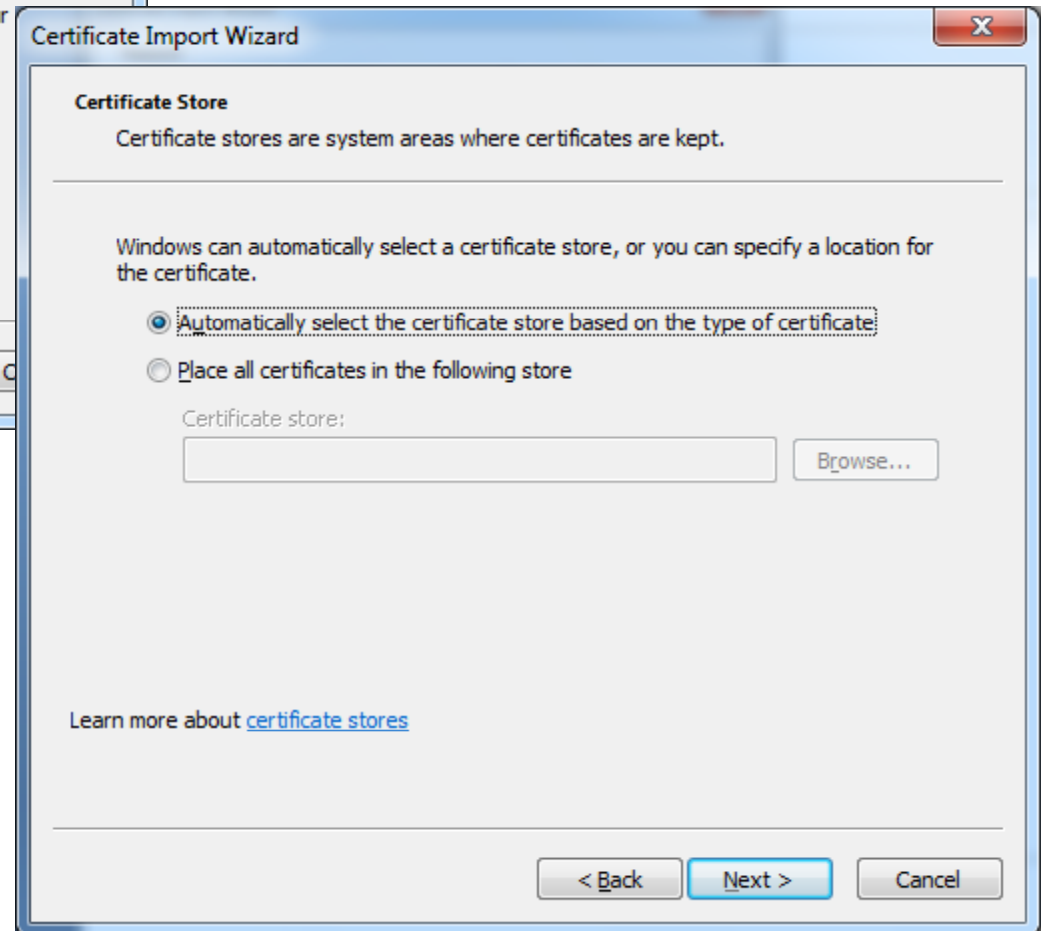 r
Certificate Import Wizard
Certificate Store
Certificate stores are system areas where certificates are kept.
Windows can automatically select a certificate store, or you can specify a location for
the certificate.
Automatically select the certificate store based on the type of certificate
Place all certificates in the following store
Certificate store:
Browse...
Learn more about certificate stores
< Back Next > Cancel